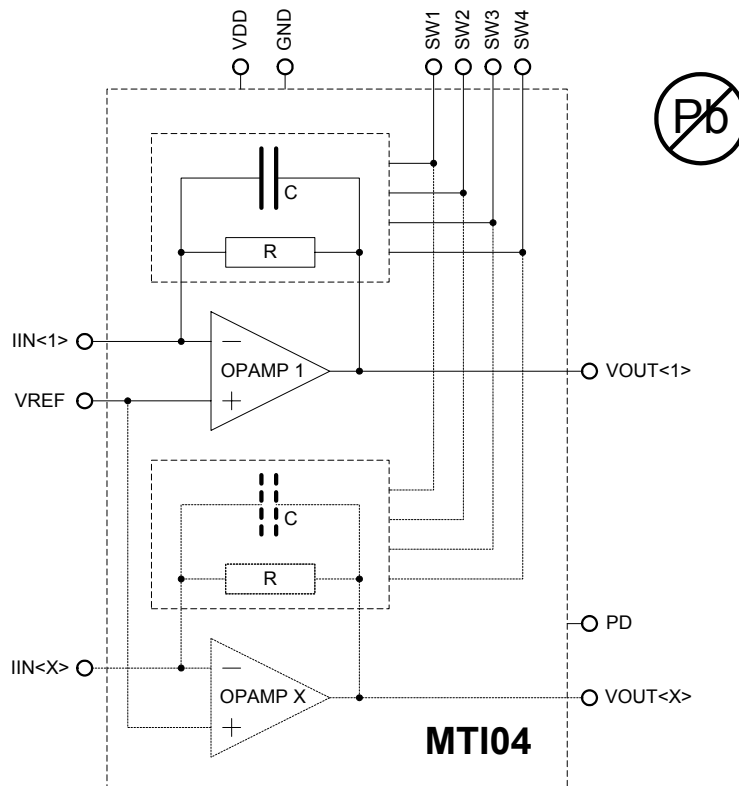 VDD
GND
SW1
SW2
SW3
SW4
Pb
C
R
IIN<1>
OPAMP 1
VOUT<1>
VREF
C
R
PD
IIN<X>
OPAMP X
VOUT<X>
MTI04